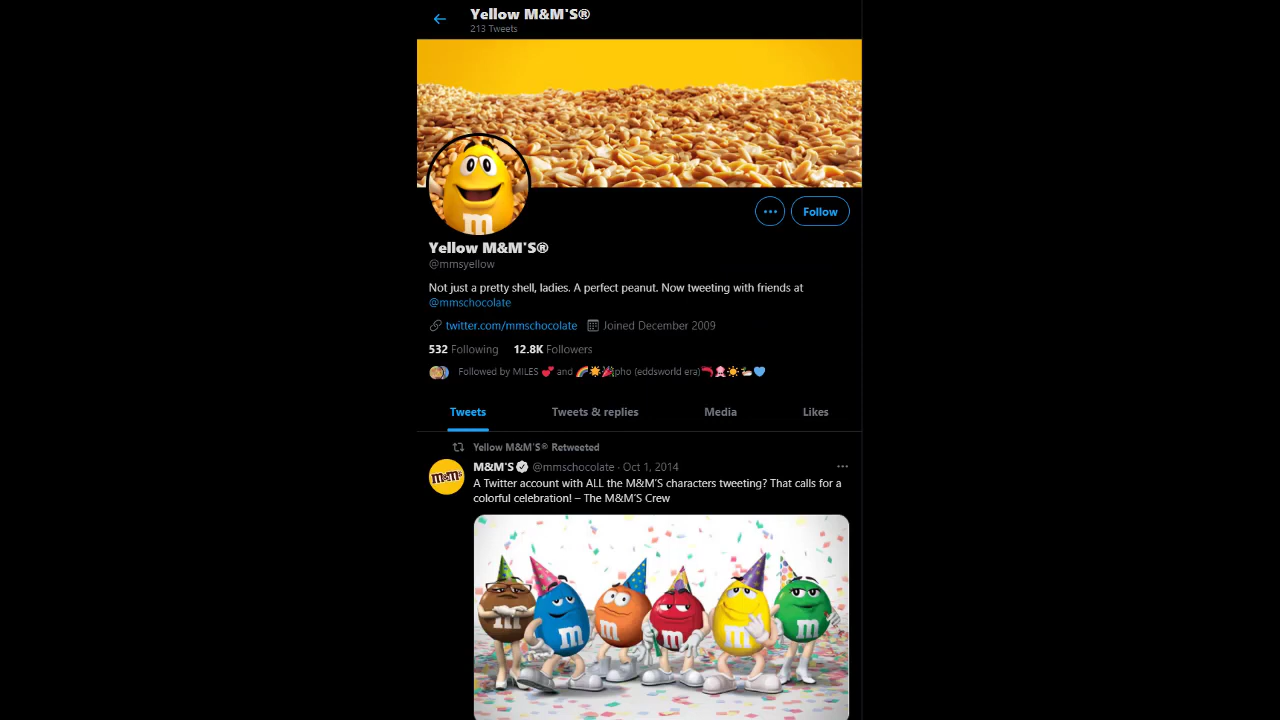 Yellow M&M'S®
213 Tweets
m
Follow
Yellow M&M'S®
@mmsyellow
Not just a pretty shell, ladies. A perfect peanut. Now tweeting with friends at
@mmschocolate
twitter.com/mmschocolate Joined December 2009
532 Following 12.8K Followers
Followed by MILES 💕 and 🌈☀️🎉pho (eddsworld era)
Tweets Tweets & replies Media Likes
Yellow M&M'S® Retweeted
M&M'S @mmschocolate · Oct 1, 2014
m&m's
A Twitter account with ALL the M&M'S characters tweeting? That calls for a
colorful celebration! – The M&M'S Crew
m m m m m m